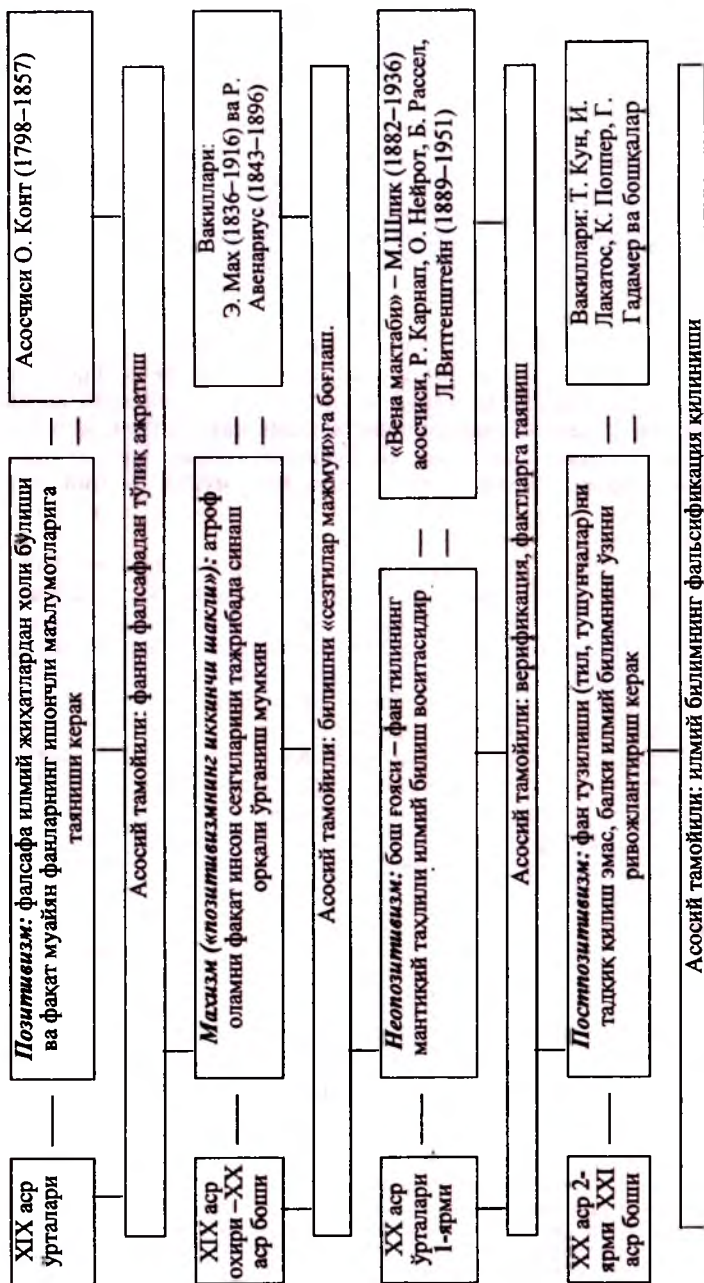 XIX аср
ўрталари
Позитивизм: фалсафа илмий жиҳатлардан холи бўлиши
ва фақат муайян фанларнинг ишончли маълумотларига
таяниши керак
Асосчиси О. Конт (1798–1857)
Асосий тамойили: фанни фалсафадан тўлиқ ажратиш
XIX аср
охири –XX
аср боши
Махизм («позитивизмнинг иккинчи шакли»): атроф
оламни фақат инсон сезгиларини тажрибада синаш
орқали ўрганиш мумкин
Вакиллари:
Э. Мах (1836–1916) ва Р.
Авенариус (1843–1896)
Асосий тамойили: билишни «сезгилар мажмуи»га боғлаш.
XX аср
ўрталари
1-ярми
Неопозитивизм: бош ғояси – фан тилининг
мантиқий таҳлили илмий билиш воситасидир
«Вена мактаби» – М.Шлик (1882–1936)
асосчиси, Р. Карнап, О. Нейрот, Б. Рассел,
Л.Витгенштейн (1889–1951)
Асосий тамойили: верификация, фактларга таяниш
XX аср 2-
ярми XXI
аср боши
Постпозитивизм: фан тузилиши (тил, тушунчалар)ни
тадқиқ қилиш эмас, балки илмий билимнинг ўзини
ривожлантириш керак
Вакиллари: Т. Кун, И.
Лакатос, К. Поппер, Г.
Гадамер ва бошқалар
Асосий тамойили: илмий билимнинг фальсификация қилиниши